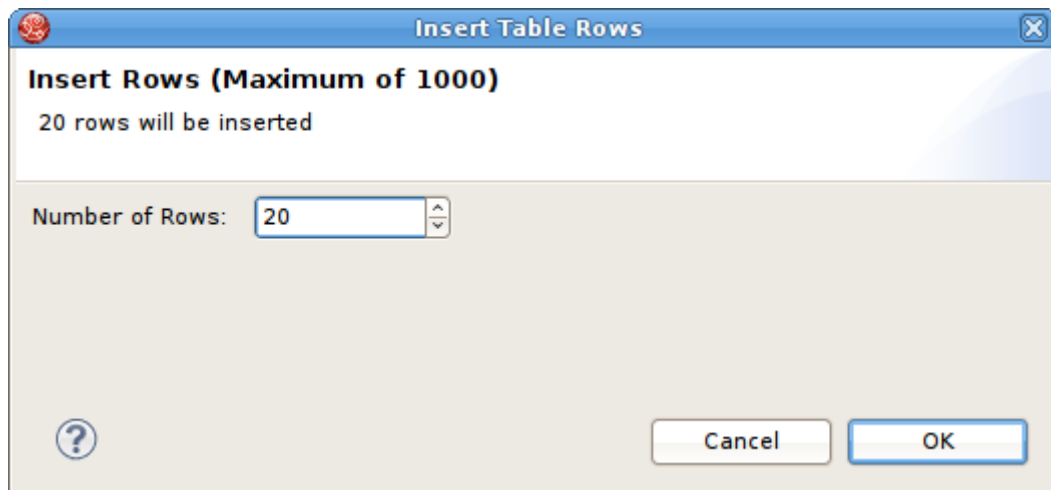 Insert Table Rows
Insert Rows (Maximum of 1000)
20 rows will be inserted
Number of Rows: 20
Cancel OK